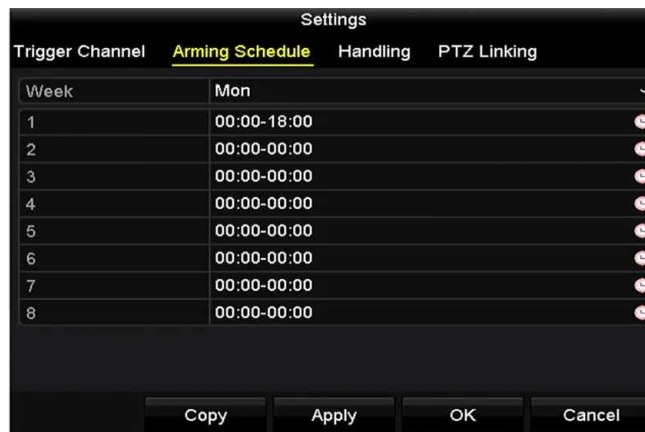 Settings
Trigger Channel Arming Schedule Handling PTZ Linking
Week Mon
1 00:00-18:00
2 00:00-00:00
3 00:00-00:00
4 00:00-00:00
5 00:00-00:00
6 00:00-00:00
7 00:00-00:00
8 00:00-00:00
Copy Apply OK Cancel